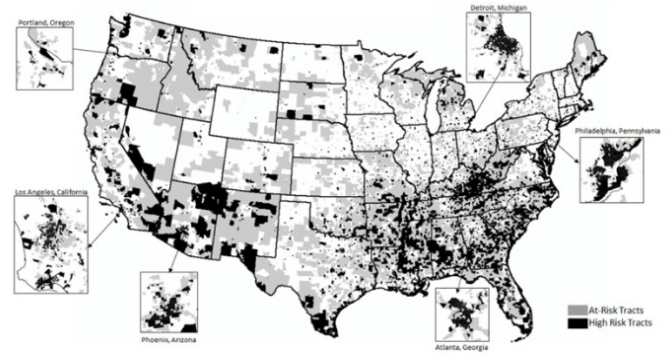 Portland, Oregon
Detroit, Michigan
Philadelphia, Pennsylvania
Los Angeles, California
Phoenix, Arizona
Atlanta, Georgia
At-Risk Tracts
High Risk Tracts